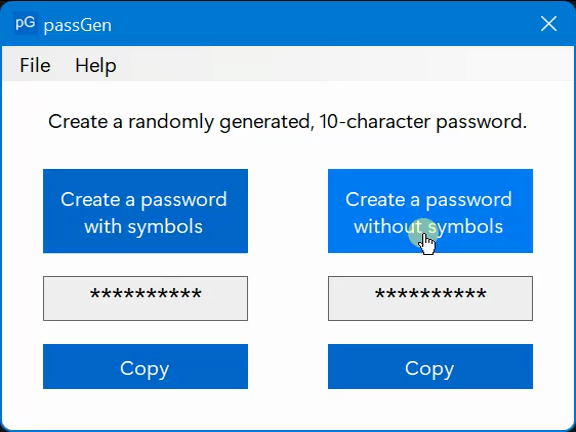 pG passGen
File Help
Create a randomly generated, 10-character password.
Create a password
with symbols
Create a password
without symbols
**********
**********
Copy
Copy